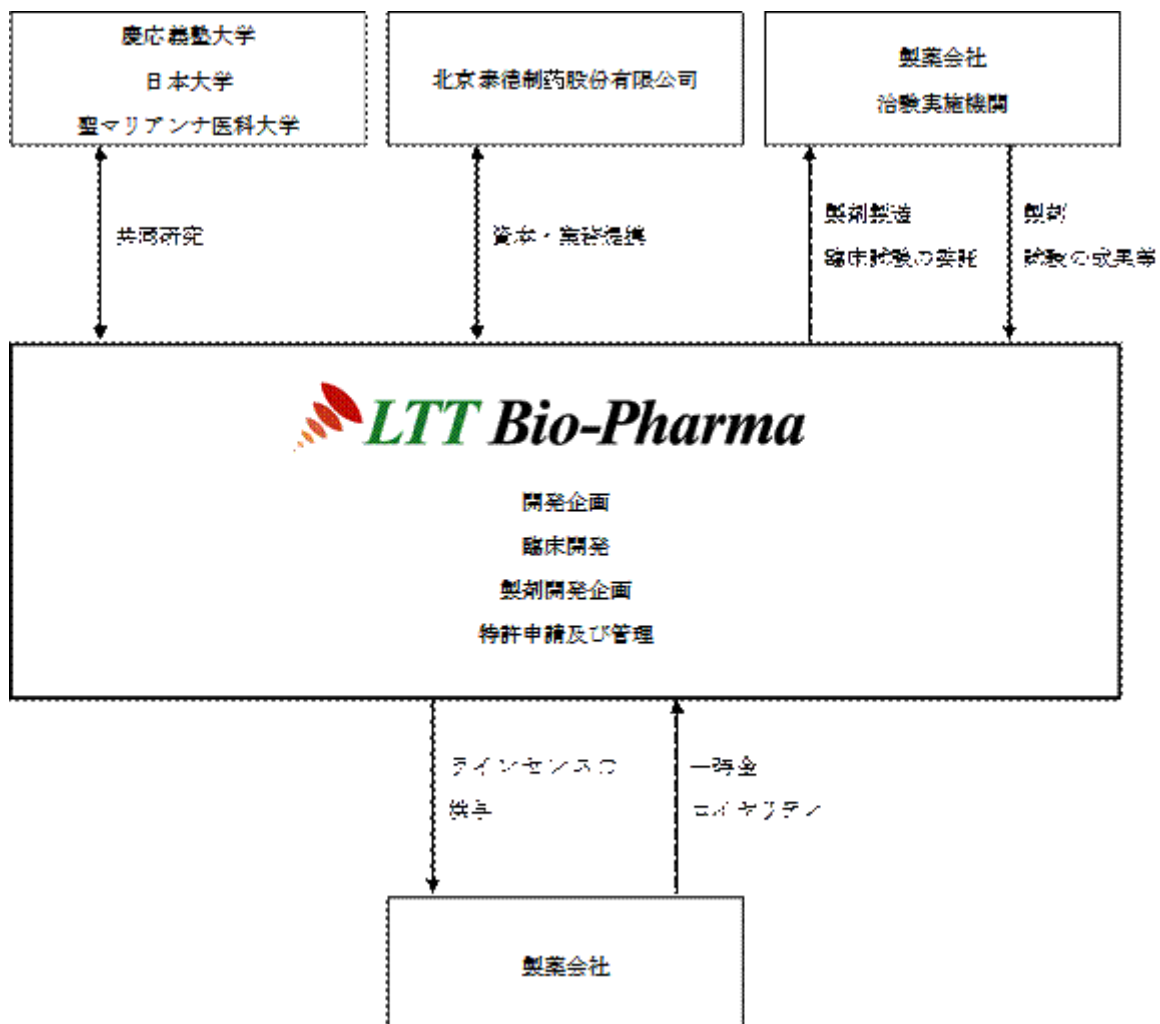 慶応義塾大学
日本大学
聖マリアンナ医科大学
北京泰德制药股份有限公司
製薬会社
治験実施機関
共同研究
資本・業務提携
製剤製造
臨床試験の委託
製剤
試験の成果等
LTT Bio-Pharma
開発企画
臨床開発
製剤開発企画
特許申請及び管理
ラインセンスの
供与
一時金
ロイヤリティ
製薬会社